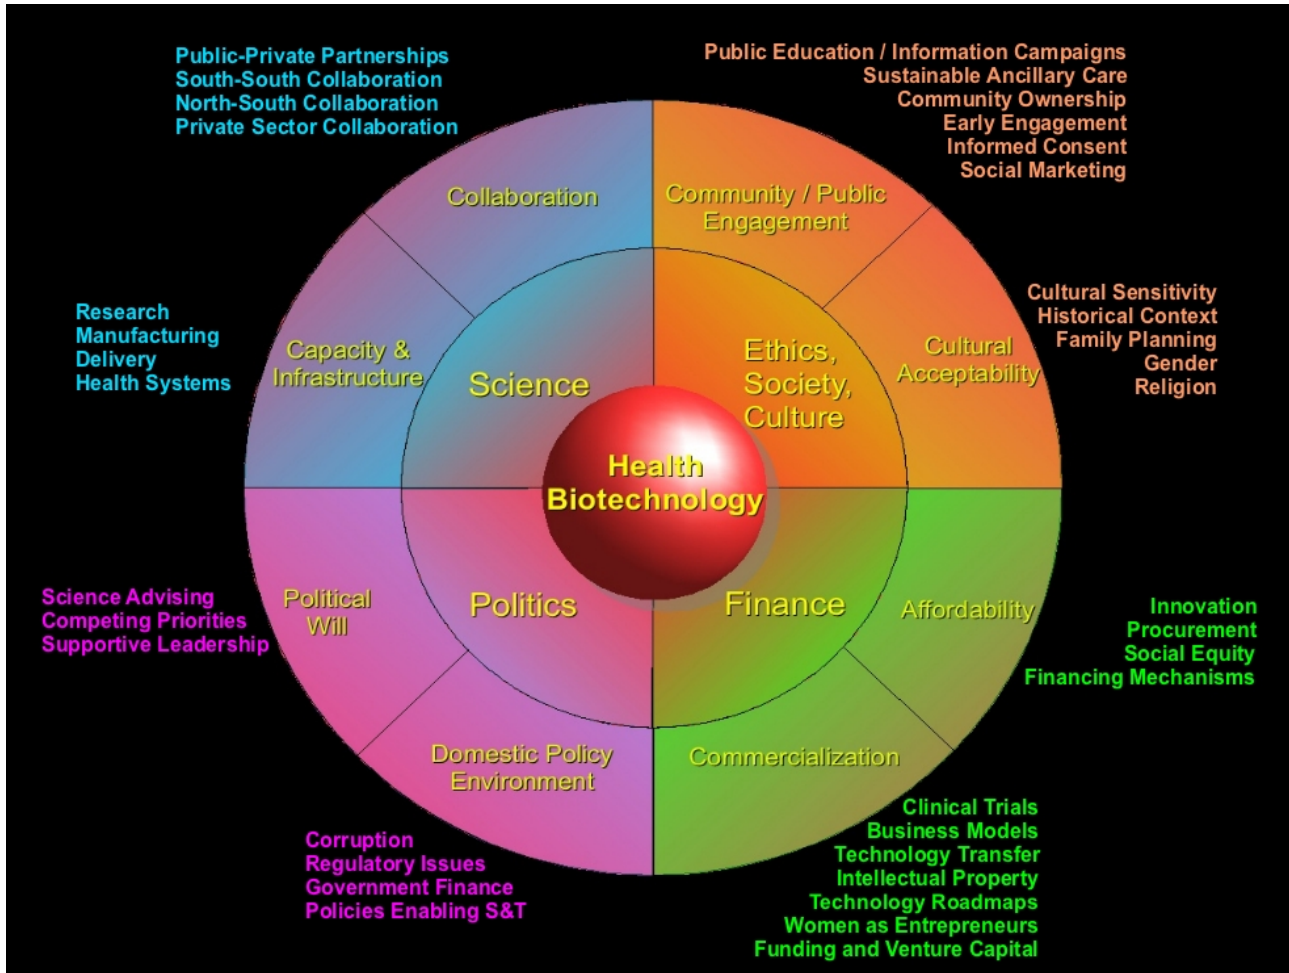 Public-Private Partnerships
South-South Collaboration
North-South Collaboration
Private Sector Collaboration
Public Education / Information Campaigns
Sustainable Ancillary Care
Community Ownership
Early Engagement
Informed Consent
Social Marketing
Collaboration
Community / Public
Engagement
Research
Manufacturing
Delivery
Health Systems
Capacity &
Infrastructure
Science
Ethics,
Society,
Culture
Cultural
Acceptability
Cultural Sensitivity
Historical Context
Family Planning
Gender
Religion
Health
Biotechnology
Science Advising
Competing Priorities
Supportive Leadership
Political
Will
Politics
Finance
Affordability
Innovation
Procurement
Social Equity
Financing Mechanisms
Domestic Policy
Environment
Commercialization
Corruption
Regulatory Issues
Government Finance
Policies Enabling S&T
Clinical Trials
Business Models
Technology Transfer
Intellectual Property
Technology Roadmaps
Women as Entrepreneurs
Funding and Venture Capital